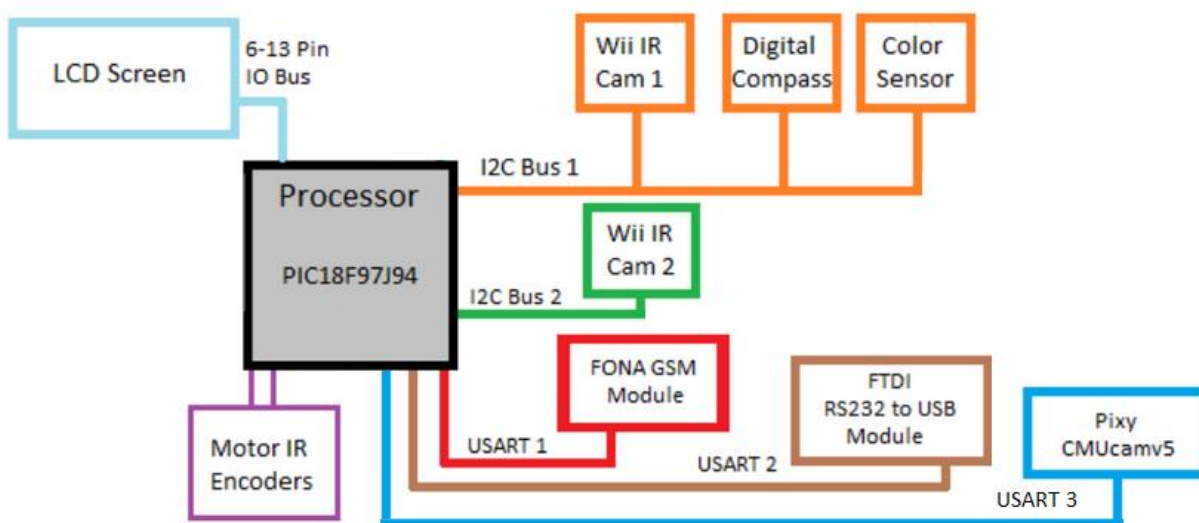 LCD Screen
6-13 Pin
IO Bus
Wii IR
Cam 1
Digital
Compass
Color
Sensor
I2C Bus 1
Processor
PIC18F97J94
Wii IR
Cam 2
I2C Bus 2
FONA GSM
Module
FTDI
RS232 to USB
Module
Pixy
CMUcamv5
Motor IR
Encoders
USART 1
USART 2
USART 3